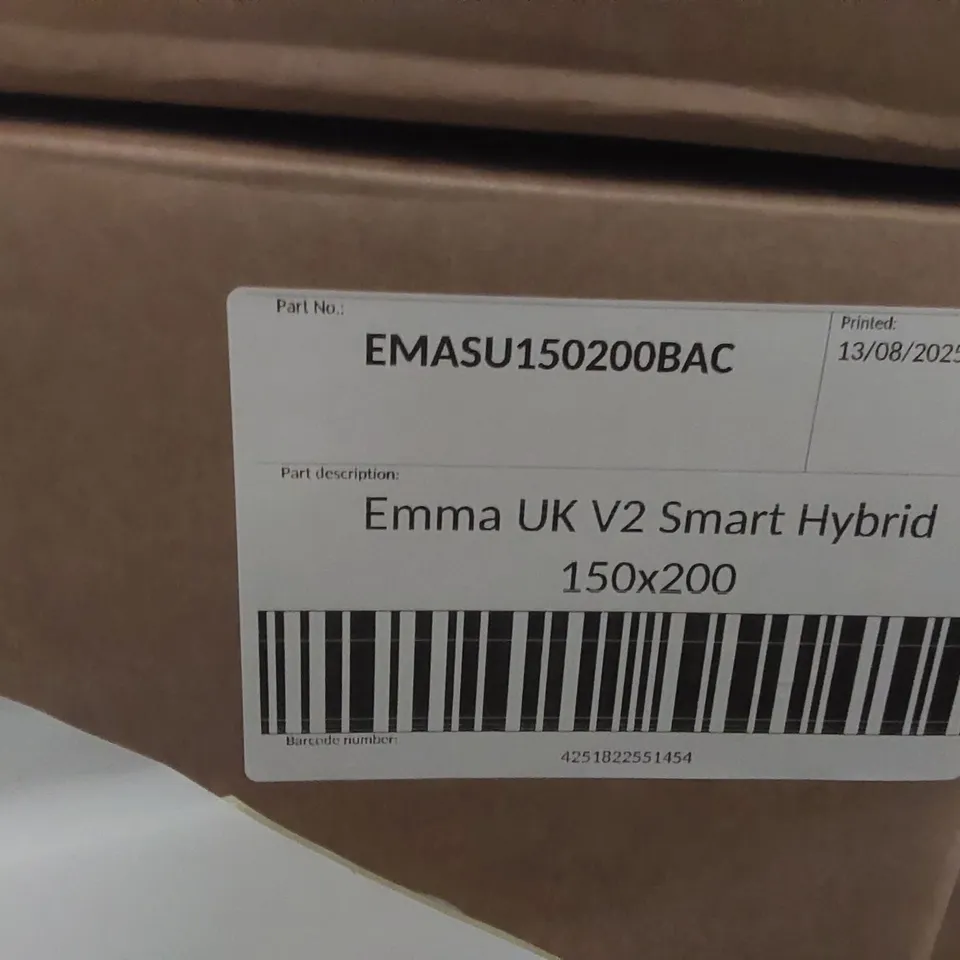 Part No.:
EMASU150200BAC
Printed:
13/08/2025
Part description:
Emma UK V2 Smart Hybrid
150x200
Barcode number:
4251822551454